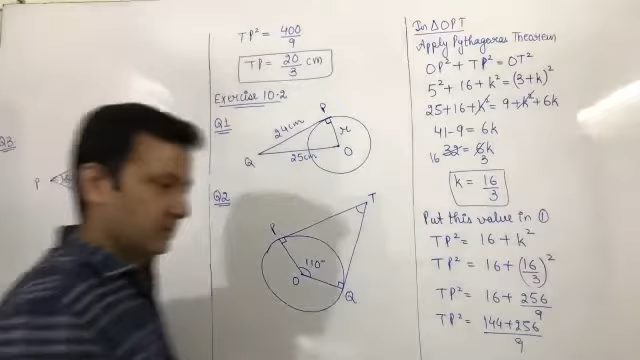 Q3
P
TP² = 400/9
TP = 20/3 cm
Exercise 10.2
Q1
P
24cm
r
Q
25cm
O
Q2
T
P
110°
O
Q
In ΔOPT
Apply Pythagoras Theorem
OP² + TP² = OT²
5² + 16 + k² = (3+k)²
25+16+k² = 9+k²+6k
41-9 = 6k
16 32 = 6k
3
k = 16/3
Put this value in ①
TP² = 16 + k²
TP² = 16 + (16/3)²
TP² = 16 + 256/9
TP² = 144+256/9